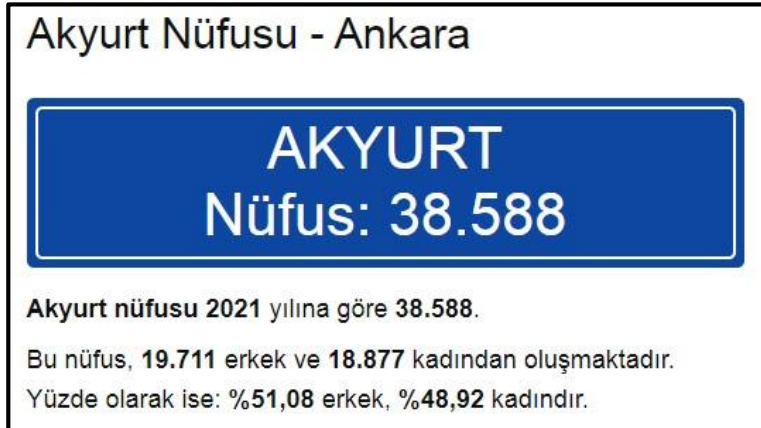 Akyurt Nüfusu - Ankara
AKYURT
Nüfus: 38.588
Akyurt nüfusu 2021 yılına göre 38.588.
Bu nüfus, 19.711 erkek ve 18.877 kadından oluşmaktadır.
Yüzde olarak ise: %51,08 erkek, %48,92 kadındır.